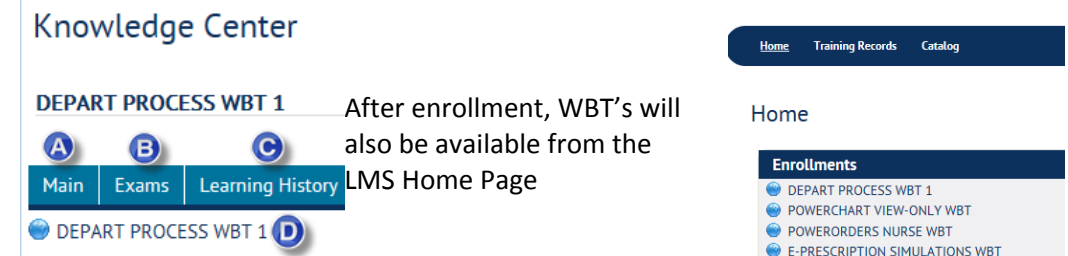 Knowledge Center
DEPART PROCESS WBT 1
A B C
Main Exams Learning History
DEPART PROCESS WBT 1 D
After enrollment, WBT’s will
also be available from the
LMS Home Page
Home Training Records Catalog
Home
Enrollments
DEPART PROCESS WBT 1
POWERCHART VIEW-ONLY WBT
POWERORDERS NURSE WBT
E-PRESCRIPTION SIMULATIONS WBT